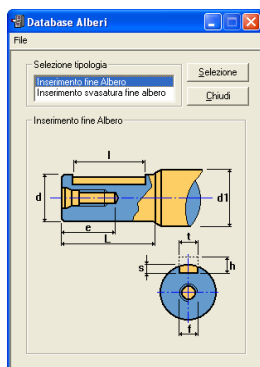 Database Alberi
File
Selezione tipologia
Inserimento fine Albero
Inserimento svasatura fine albero
Selezione
Chiudi
Inserimento fine Albero
l
d
d1
e
L
t
s
h
f